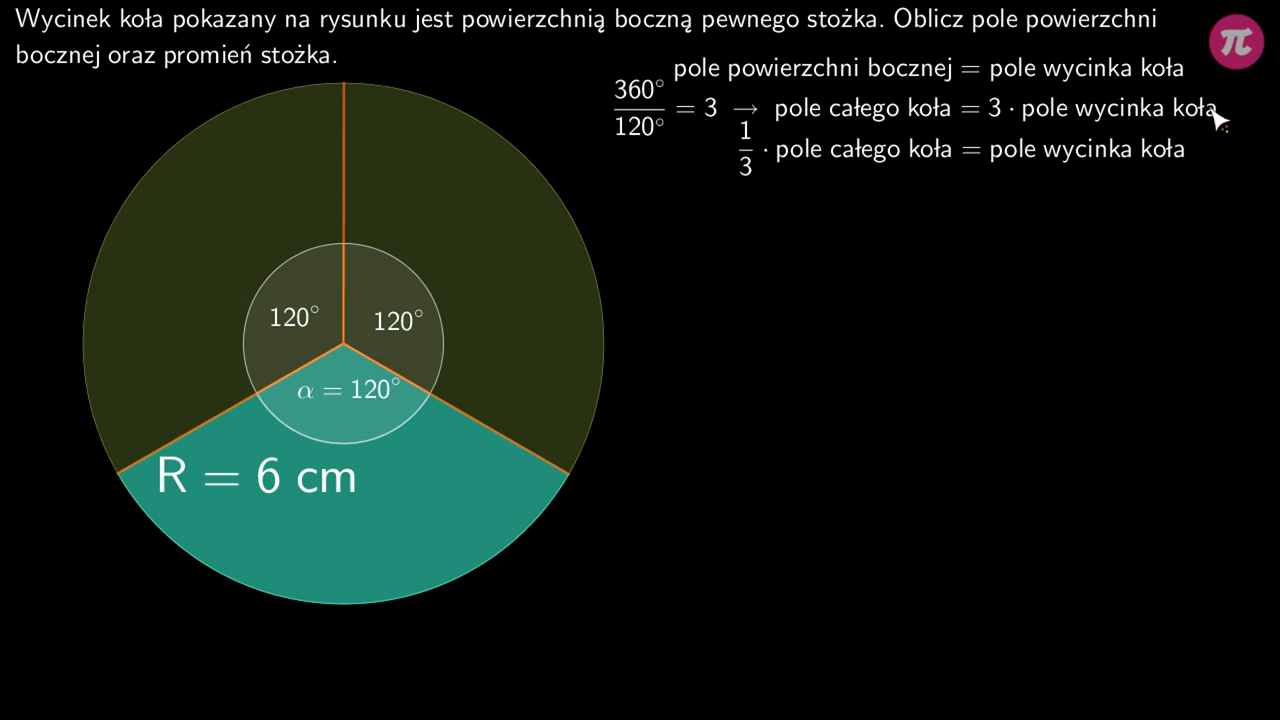 Wycinek koła pokazany na rysunku jest powierzchnią boczną pewnego stożka. Oblicz pole powierzchni
bocznej oraz promień stożka.
π
pole powierzchni bocznej = pole wycinka koła
360°/120° = 3 → pole całego koła = 3 · pole wycinka koła
1/3 · pole całego koła = pole wycinka koła
120°
120°
α = 120°
R = 6 cm